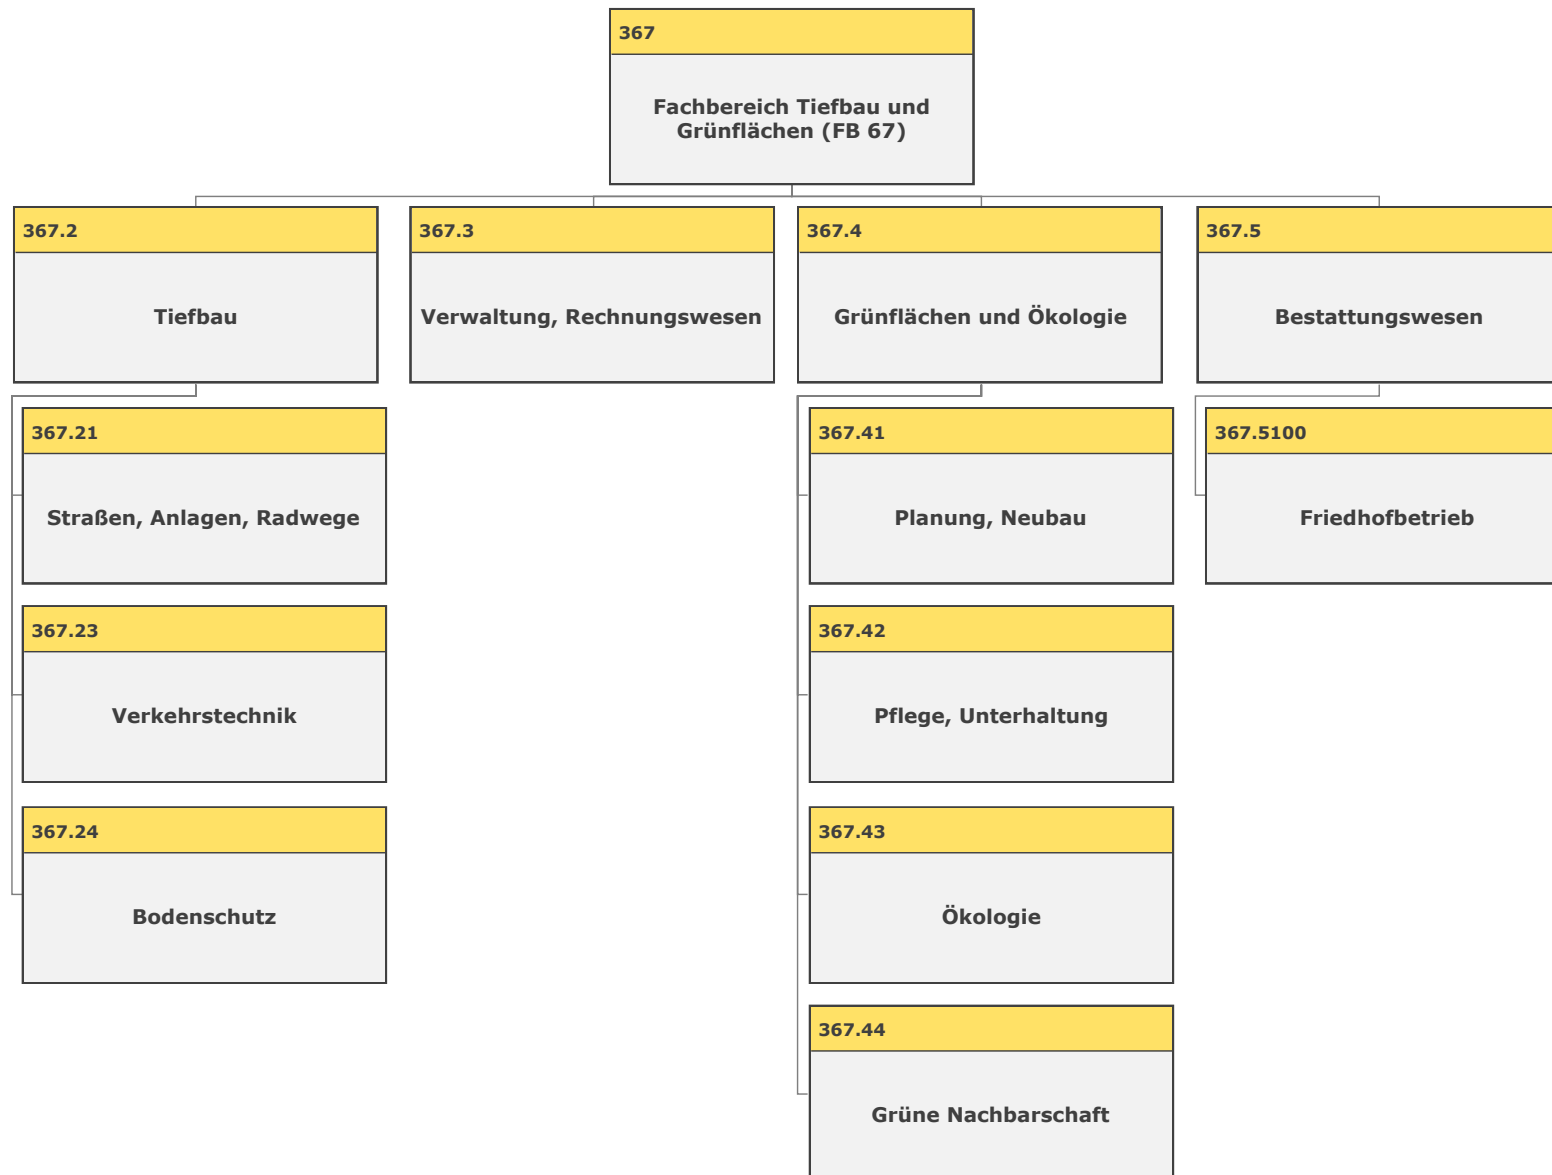 367
Fachbereich Tiefbau und
Grünflächen (FB 67)
367.2
Tiefbau
367.3
Verwaltung, Rechnungswesen
367.4
Grünflächen und Ökologie
367.5
Bestattungswesen
367.21
Straßen, Anlagen, Radwege
367.41
Planung, Neubau
367.5100
Friedhofbetrieb
367.23
Verkehrstechnik
367.42
Pflege, Unterhaltung
367.24
Bodenschutz
367.43
Ökologie
367.44
Grüne Nachbarschaft